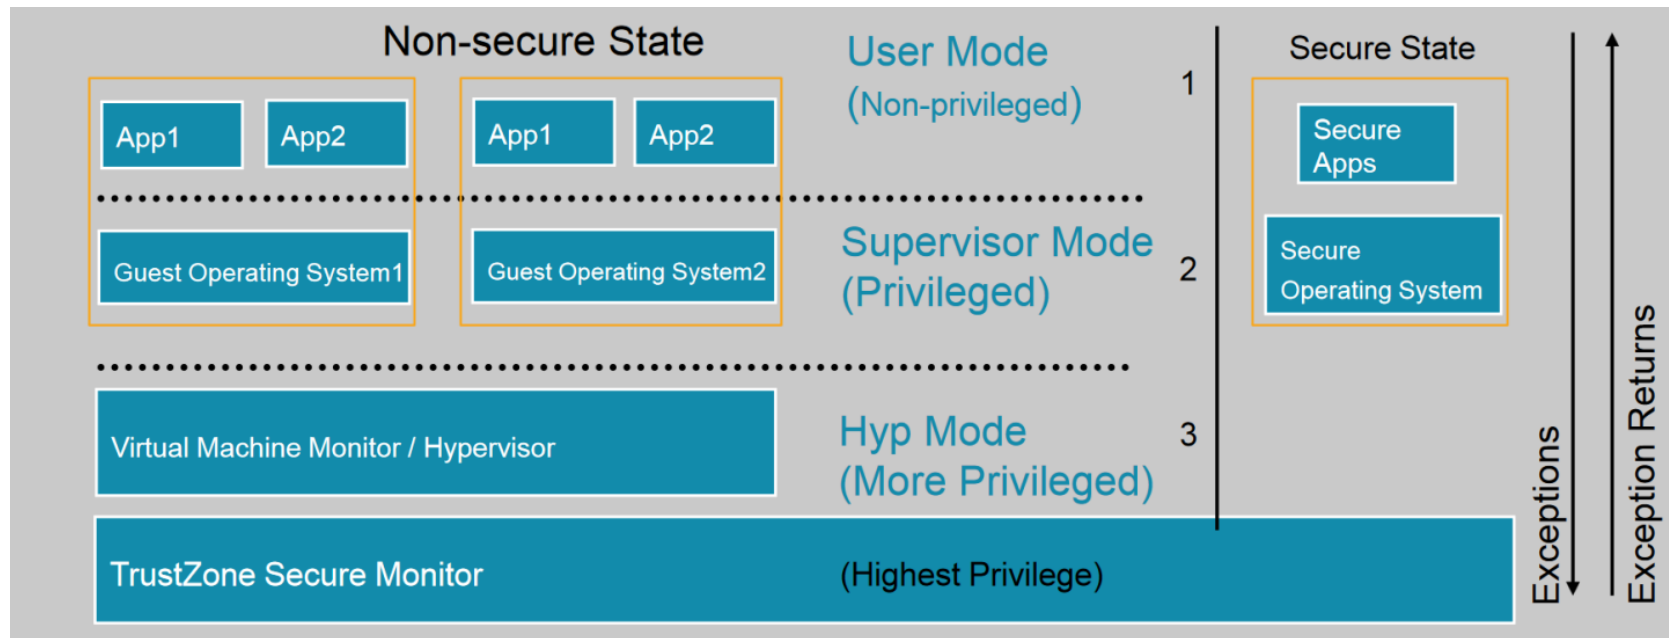 Non-secure State
User Mode
(Non-privileged)
1
Secure State
App1
App2
App1
App2
Secure
Apps
Guest Operating System1
Guest Operating System2
Supervisor Mode
(Privileged)
2
Secure
Operating System
Virtual Machine Monitor / Hypervisor
Hyp Mode
(More Privileged)
3
TrustZone Secure Monitor
(Highest Privilege)
Exceptions
Exception Returns